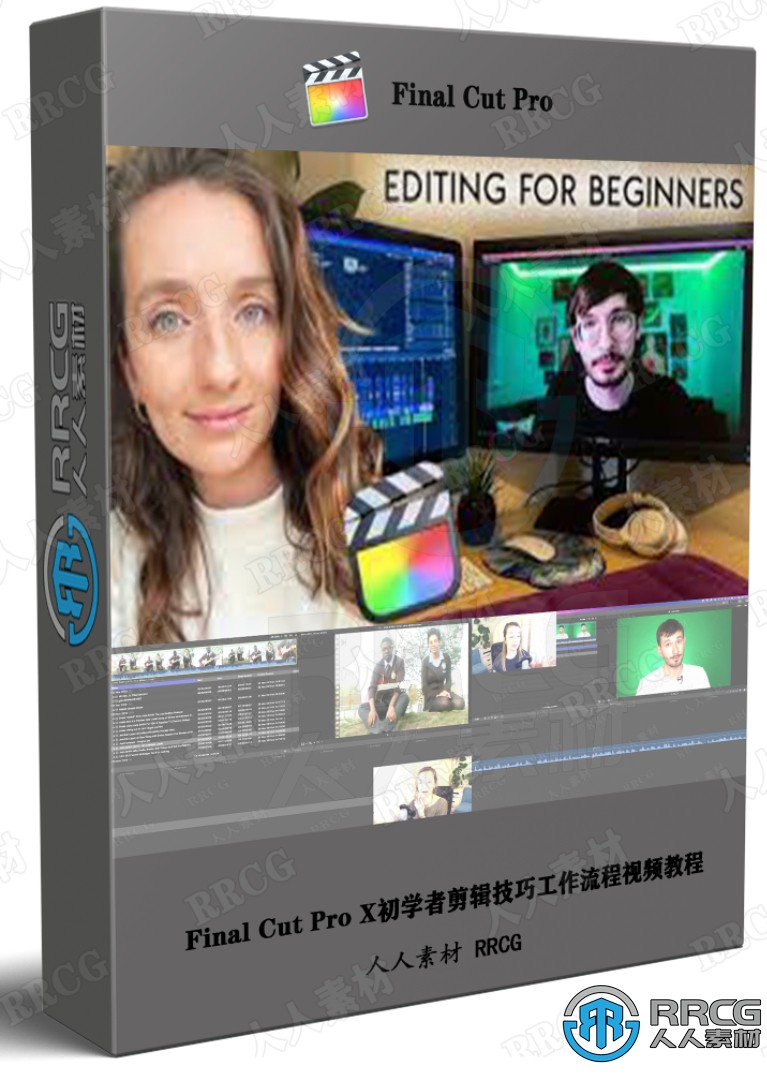 Final Cut Pro
EDITING FOR BEGINNERS
RRCG
人人素材
Final Cut Pro X初学者剪辑技巧工作流程视频教程
人人素材 RRCG
RRCG
人人素材